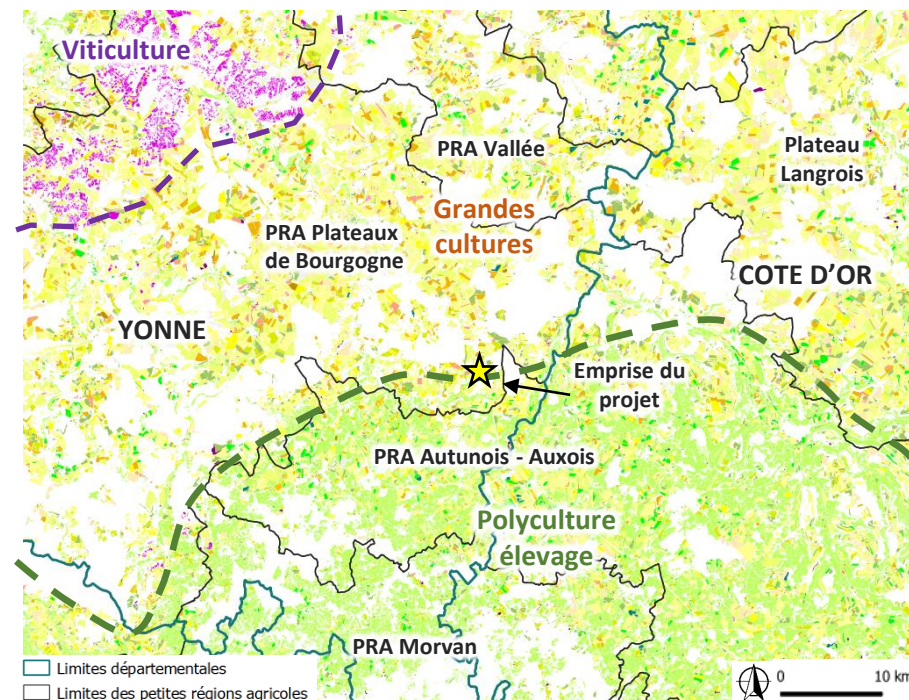 Viticulture
PRA Vallée
Plateau
Langrois
Grandes
cultures
PRA Plateaux
de Bourgogne
COTE D'OR
YONNE
Emprise du
projet
PRA Autunois - Auxois
Polyculture
élevage
PRA Morvan
Limites départementales
Limites des petites régions agricoles
0 10 km